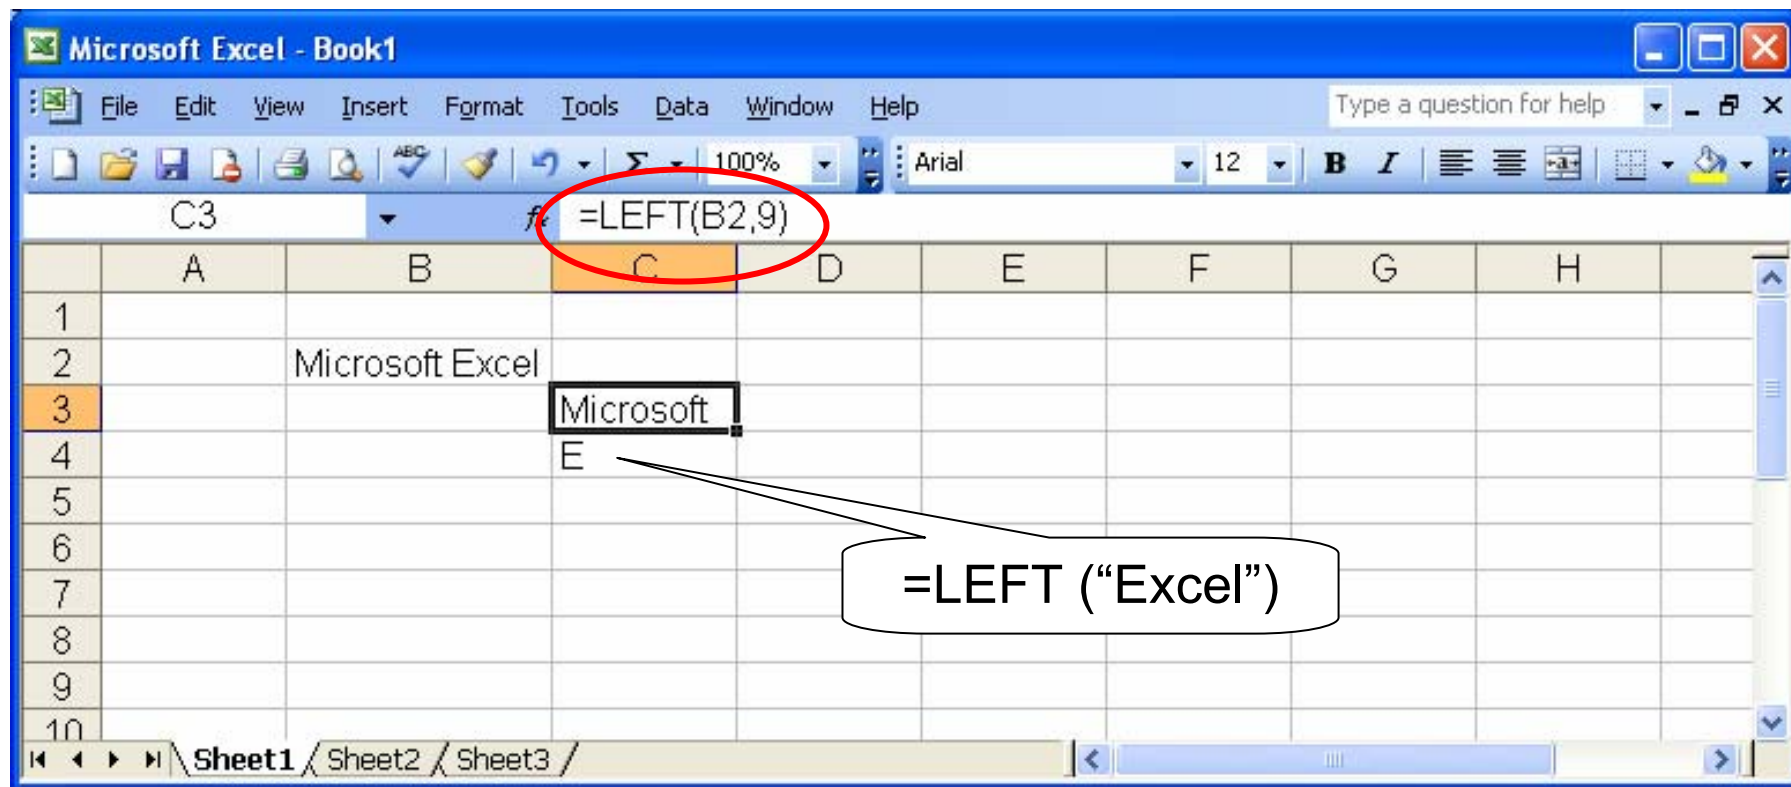 Microsoft Excel - Book1
File Edit View Insert Format Tools Data Window Help Type a question for help
ABC Σ 100% Arial 12 B I a
C3 fx =LEFT(B2,9)
A B C D E F G H
1
2 Microsoft Excel
3 Microsoft
4 E
5
6
=LEFT (“Excel”)
7
8
9
10
Sheet1 Sheet2 Sheet3